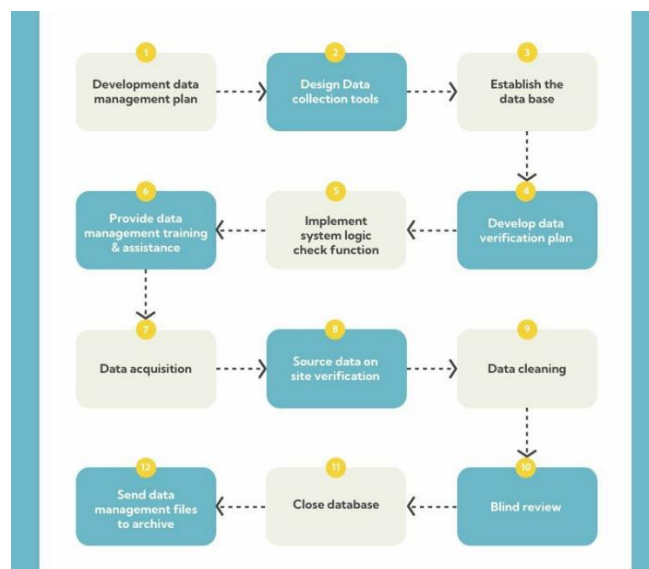 1
Development data
management plan
2
Design Data
collection tools
3
Establish the
data base
4
Develop data
verification plan
5
Implement
system logic
check function
6
Provide data
management training
& assistance
7
Data acquisition
8
Source data on
site verification
9
Data cleaning
10
Blind review
11
Close database
12
Send data
management files
to archive